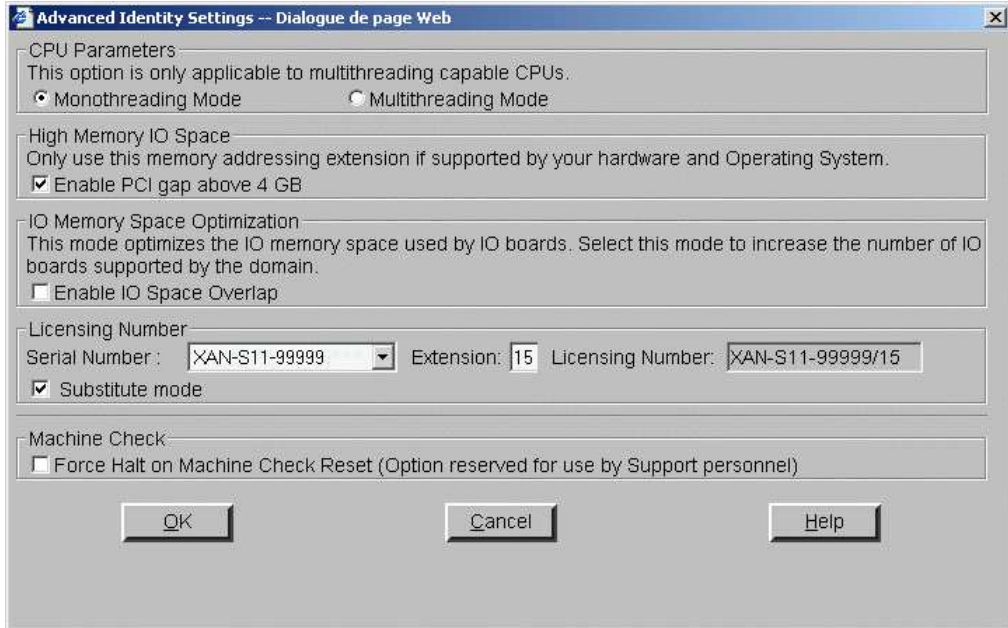 Advanced Identity Settings -- Dialogue de page Web
CPU Parameters
This option is only applicable to multithreading capable CPUs.
Monothreading Mode Multithreading Mode
High Memory IO Space
Only use this memory addressing extension if supported by your hardware and Operating System.
Enable PCI gap above 4 GB
IO Memory Space Optimization
This mode optimizes the IO memory space used by IO boards. Select this mode to increase the number of IO
boards supported by the domain.
Enable IO Space Overlap
Licensing Number
Serial Number : XAN-S11-99999 Extension: 15 Licensing Number: XAN-S11-99999/15
Substitute mode
Machine Check
Force Halt on Machine Check Reset (Option reserved for use by Support personnel)
OK Cancel Help